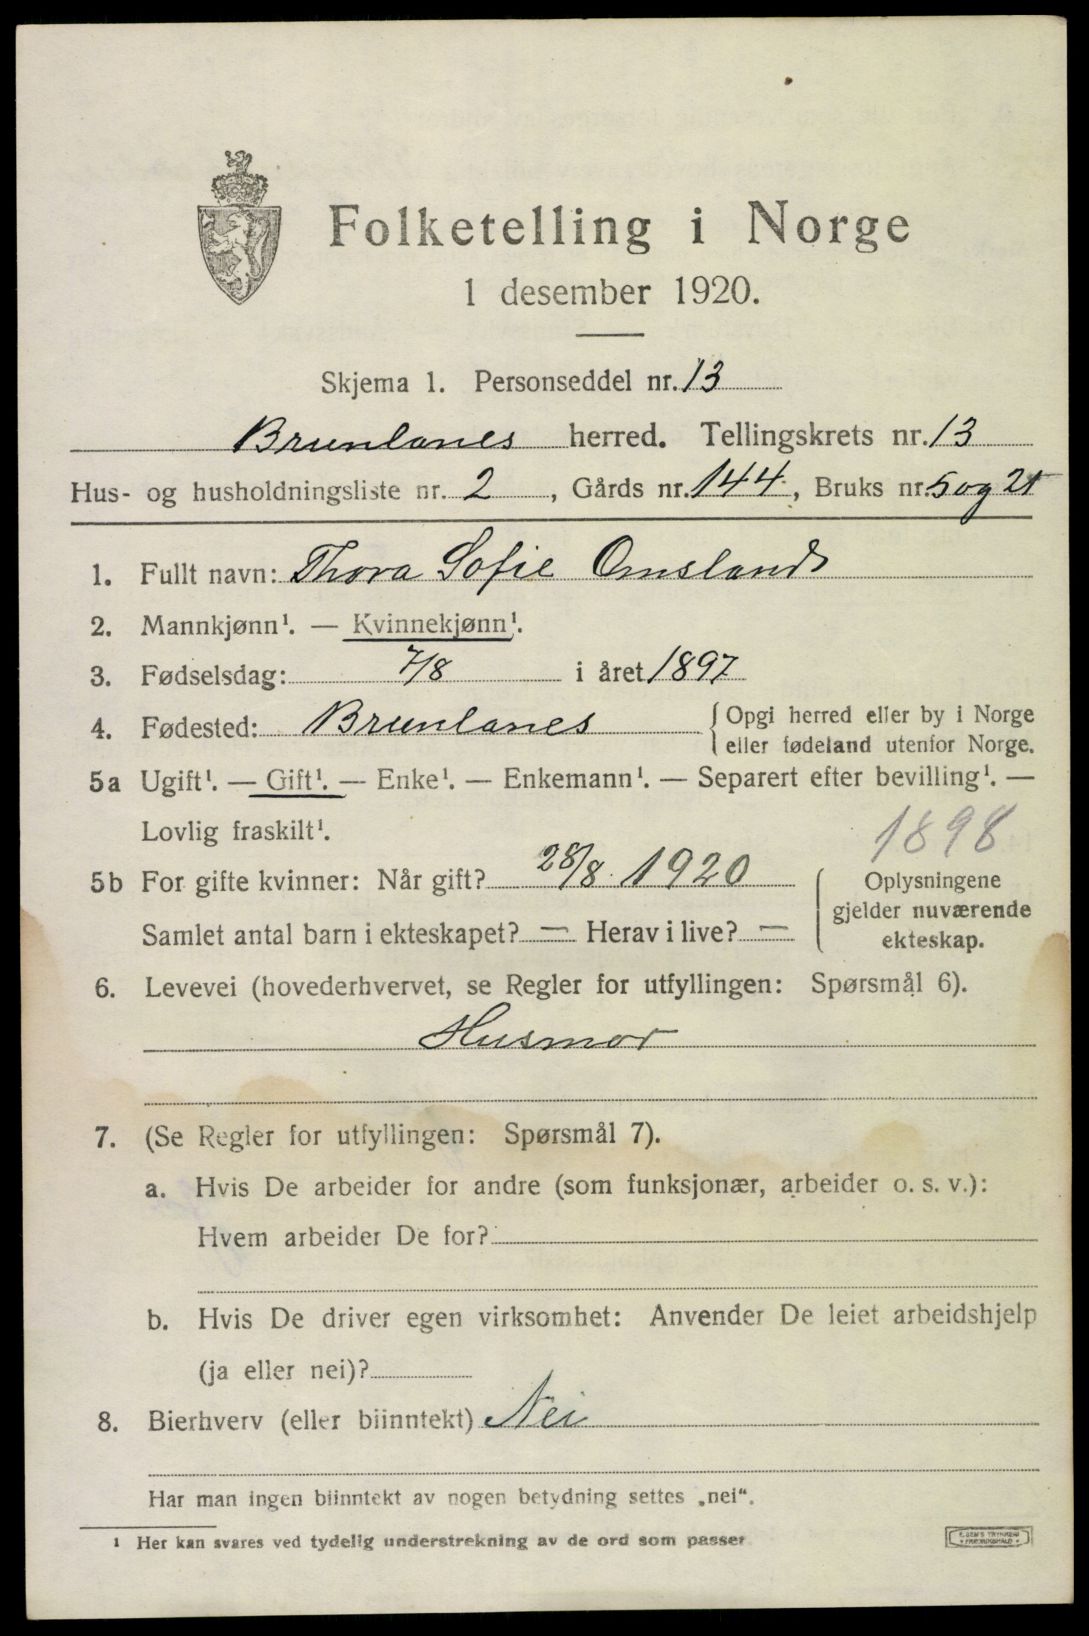 Folketelling i Norge
1 desember 1920.
Skjema 1. Personseddel nr. 13
Brunlanes herred. Tellingskrets nr. 13
Hus- og husholdningsliste nr. 2, Gårds nr. 144, Bruks nr. 5 og 21
1. Fullt navn: Thora Sofie Omsland
2. Mannkjønn¹. — Kvinnekjønn¹.
3. Fødselsdag: 7/8 i året 1897
4. Fødested: Brunlanes { Opgi herred eller by i Norge
eller fødeland utenfor Norge.
5a Ugift¹. — Gift¹. — Enke¹. — Enkemann¹. — Separert efter bevilling¹. —
Lovlig fraskilt¹.
1898
5b For gifte kvinner: Når gift? 28/8 1920
Samlet antal barn i ekteskapet? — Herav i live? —
{ Oplysningene
gjelder nuværende
ekteskap.
6. Levevei (hovederhvervet, se Regler for utfyllingen: Spørsmål 6).
Husmor
7. (Se Regler for utfyllingen: Spørsmål 7).
a. Hvis De arbeider for andre (som funksjonær, arbeider o. s. v.):
Hvem arbeider De for?
b. Hvis De driver egen virksomhet: Anvender De leiet arbeidshjelp
(ja eller nei)?
8. Bierhverv (eller biinntekt) Nei
Har man ingen biinntekt av nogen betydning settes „nei“.
¹ Her kan svares ved tydelig understrekning av de ord som passer